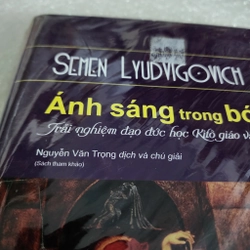 SEMEN LYUDVIGOVICH
Ánh sáng trong bó
Trải nghiệm đạo đức học Kitô giáo và
Nguyễn Văn Trọng dịch và chú giải
(Sách tham khảo)